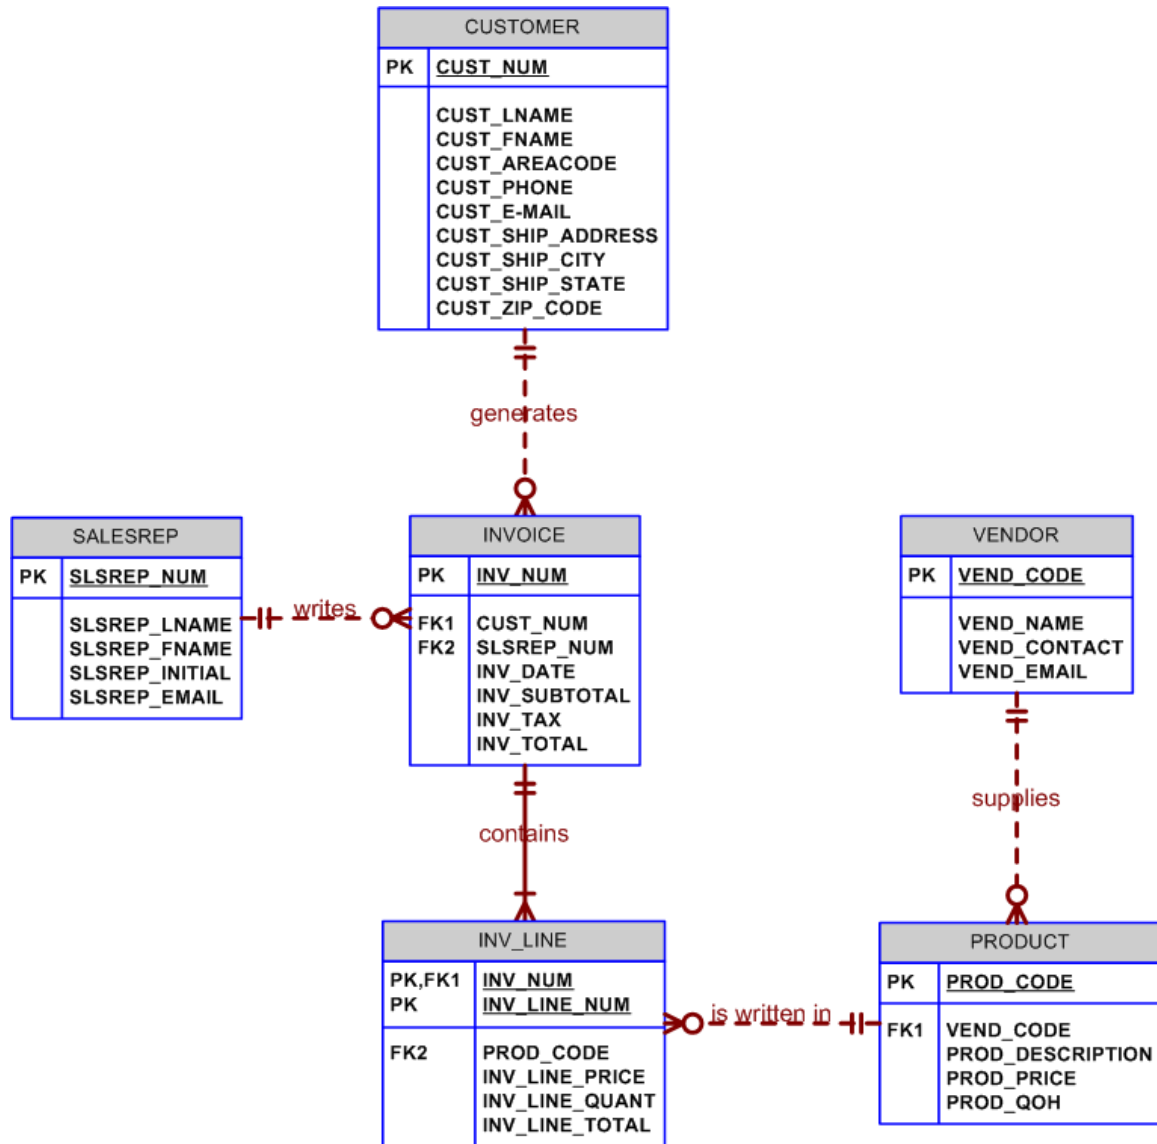 CUSTOMER
PK CUST_NUM
CUST_LNAME
CUST_FNAME
CUST_AREACODE
CUST_PHONE
CUST_E-MAIL
CUST_SHIP_ADDRESS
CUST_SHIP_CITY
CUST_SHIP_STATE
CUST_ZIP_CODE
generates
SALESREP
PK SLSREP_NUM
SLSREP_LNAME
SLSREP_FNAME
SLSREP_INITIAL
SLSREP_EMAIL
writes
INVOICE
PK INV_NUM
FK1 CUST_NUM
FK2 SLSREP_NUM
INV_DATE
INV_SUBTOTAL
INV_TAX
INV_TOTAL
VENDOR
PK VEND_CODE
VEND_NAME
VEND_CONTACT
VEND_EMAIL
contains
supplies
INV_LINE
PK,FK1 INV_NUM
PK INV_LINE_NUM
FK2 PROD_CODE
INV_LINE_PRICE
INV_LINE_QUANT
INV_LINE_TOTAL
is written in
PRODUCT
PK PROD_CODE
FK1 VEND_CODE
PROD_DESCRIPTION
PROD_PRICE
PROD_QOH